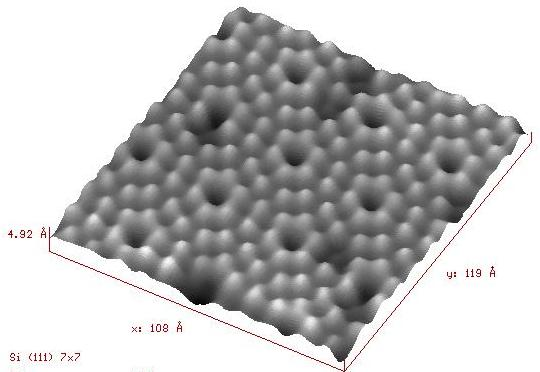 4.92 Å
y: 119 Å
x: 108 Å
Si (111) 7x7